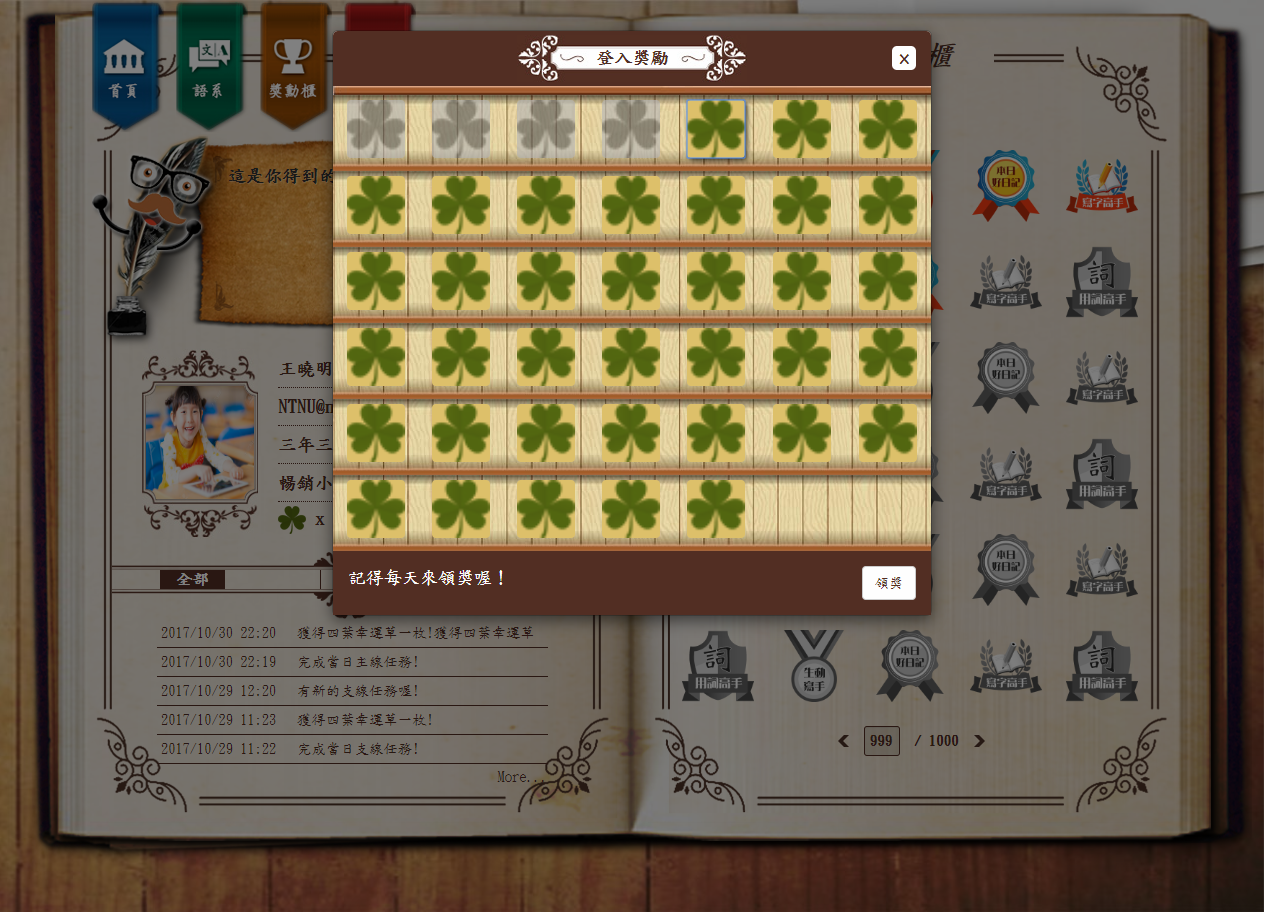 首頁
語系
獎勵櫃
櫃
登入獎勵
x
這是你得到的
王曉明
NTNU@
三年三
暢銷小
x
全部
2017/10/30 22:20 獲得四葉幸運草一枚!獲得四葉幸運草
2017/10/30 22:19 完成當日主線任務!
2017/10/29 12:20 有新的支線任務喔!
2017/10/29 11:23 獲得四葉幸運草一枚!
2017/10/29 11:22 完成當日支線任務!
More...
記得每天來領獎喔！
領獎
本日
好日記
寫字高手
寫字高手
詞
用詞高手
本日
好日記
寫字高手
寫字高手
詞
用詞高手
本日
好日記
寫字高手
詞
用詞高手
生動
寫手
本日
好日記
寫字高手
詞
用詞高手
999 / 1000